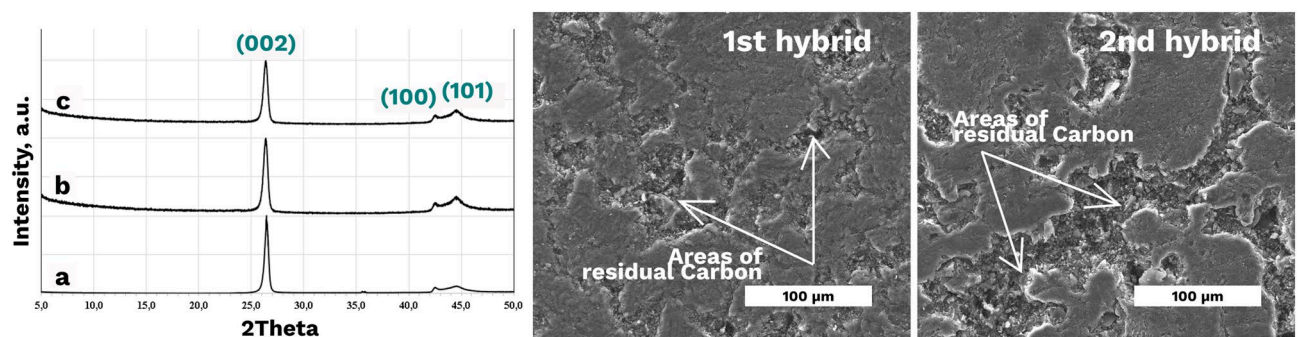 Intensity, a.u.
(002)
(100) (101)
c
b
a
5,0 10,0 15,0 20,0 25,0 30,0 35,0 40,0 45,0 50,0
2Theta
1st hybrid
Areas of
residual Carbon
100 µm
2nd hybrid
Areas of
residual Carbon
100 µm